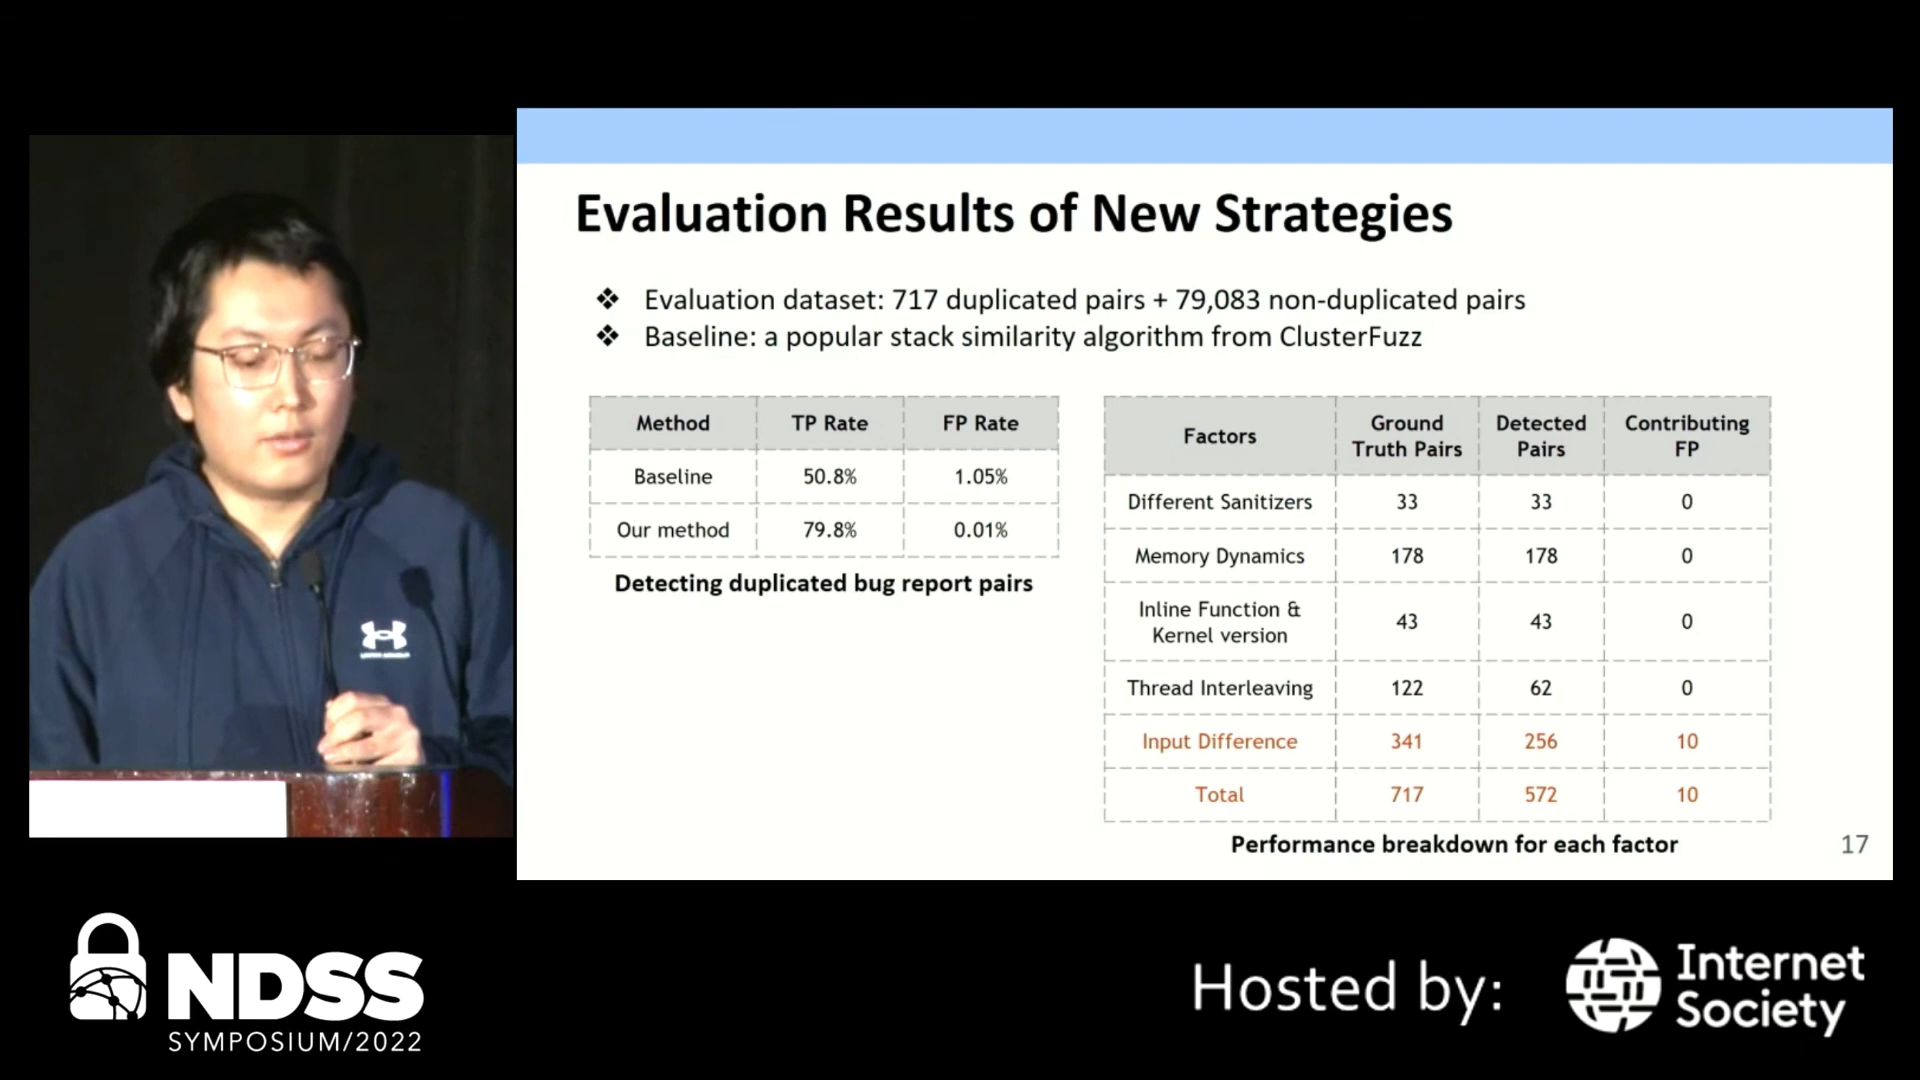 Evaluation Results of New Strategies
❖ Evaluation dataset: 717 duplicated pairs + 79,083 non-duplicated pairs
❖ Baseline: a popular stack similarity algorithm from ClusterFuzz
Method TP Rate FP Rate
Baseline 50.8% 1.05%
Our method 79.8% 0.01%
Detecting duplicated bug report pairs
Factors
Ground
Truth Pairs
Detected
Pairs
Contributing
FP
Different Sanitizers 33 33 0
Memory Dynamics 178 178 0
Inline Function &
Kernel version
43 43 0
Thread Interleaving 122 62 0
Input Difference 341 256 10
Total 717 572 10
Performance breakdown for each factor
17
NDSS
SYMPOSIUM/2022
Hosted by:
Internet
Society